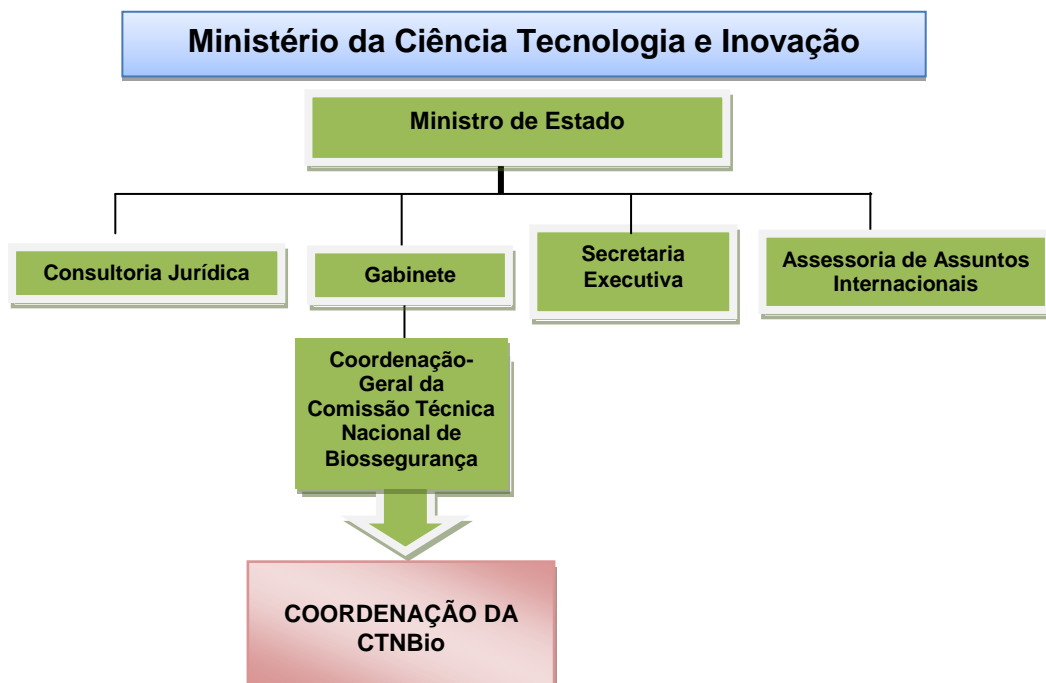 Ministério da Ciência Tecnologia e Inovação
Ministro de Estado
Consultoria Jurídica
Gabinete
Secretaria
Executiva
Assessoria de Assuntos
Internacionais
Coordenação-
Geral da
Comissão Técnica
Nacional de
Biossegurança
COORDENAÇÃO DA
CTNBio